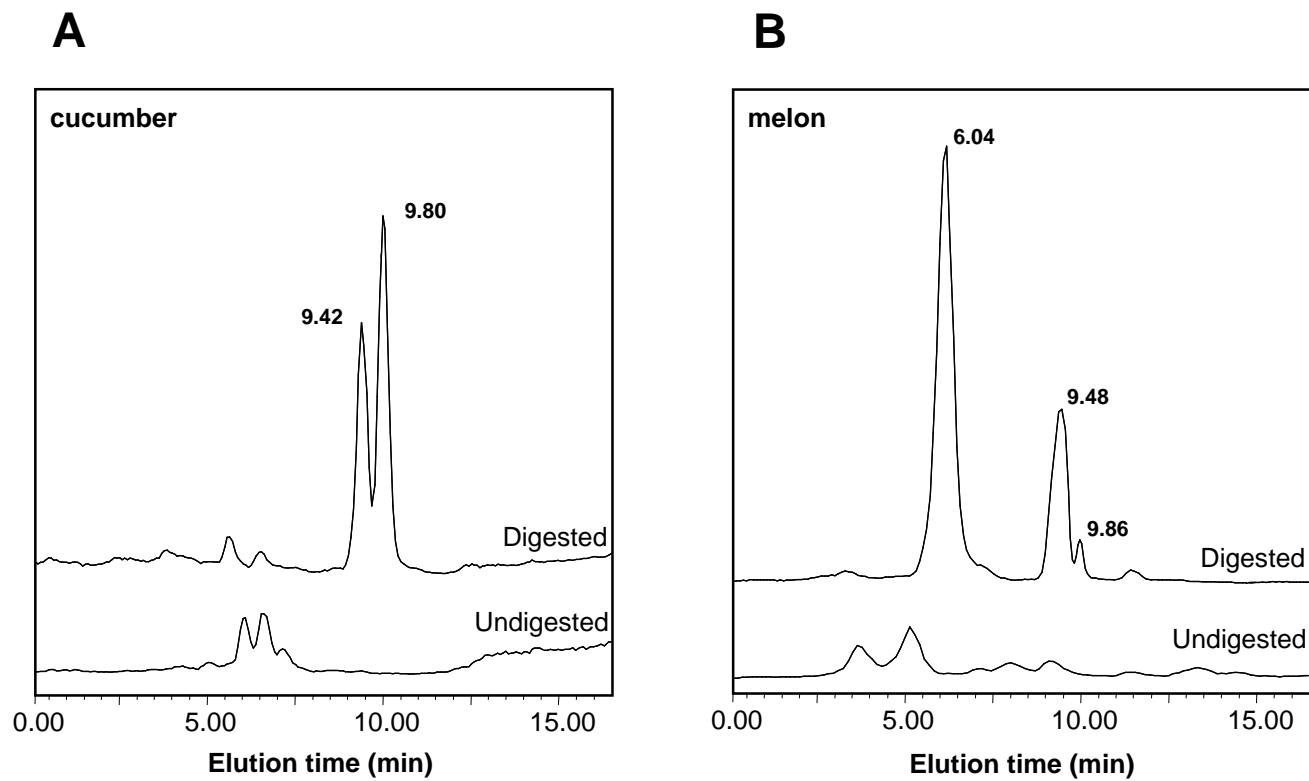 A
cucumber
9.80
9.42
Digested
Undigested
0.00 5.00 10.00 15.00
Elution time (min)
B
melon
6.04
9.48
9.86
Digested
Undigested
0.00 5.00 10.00 15.00
Elution time (min)